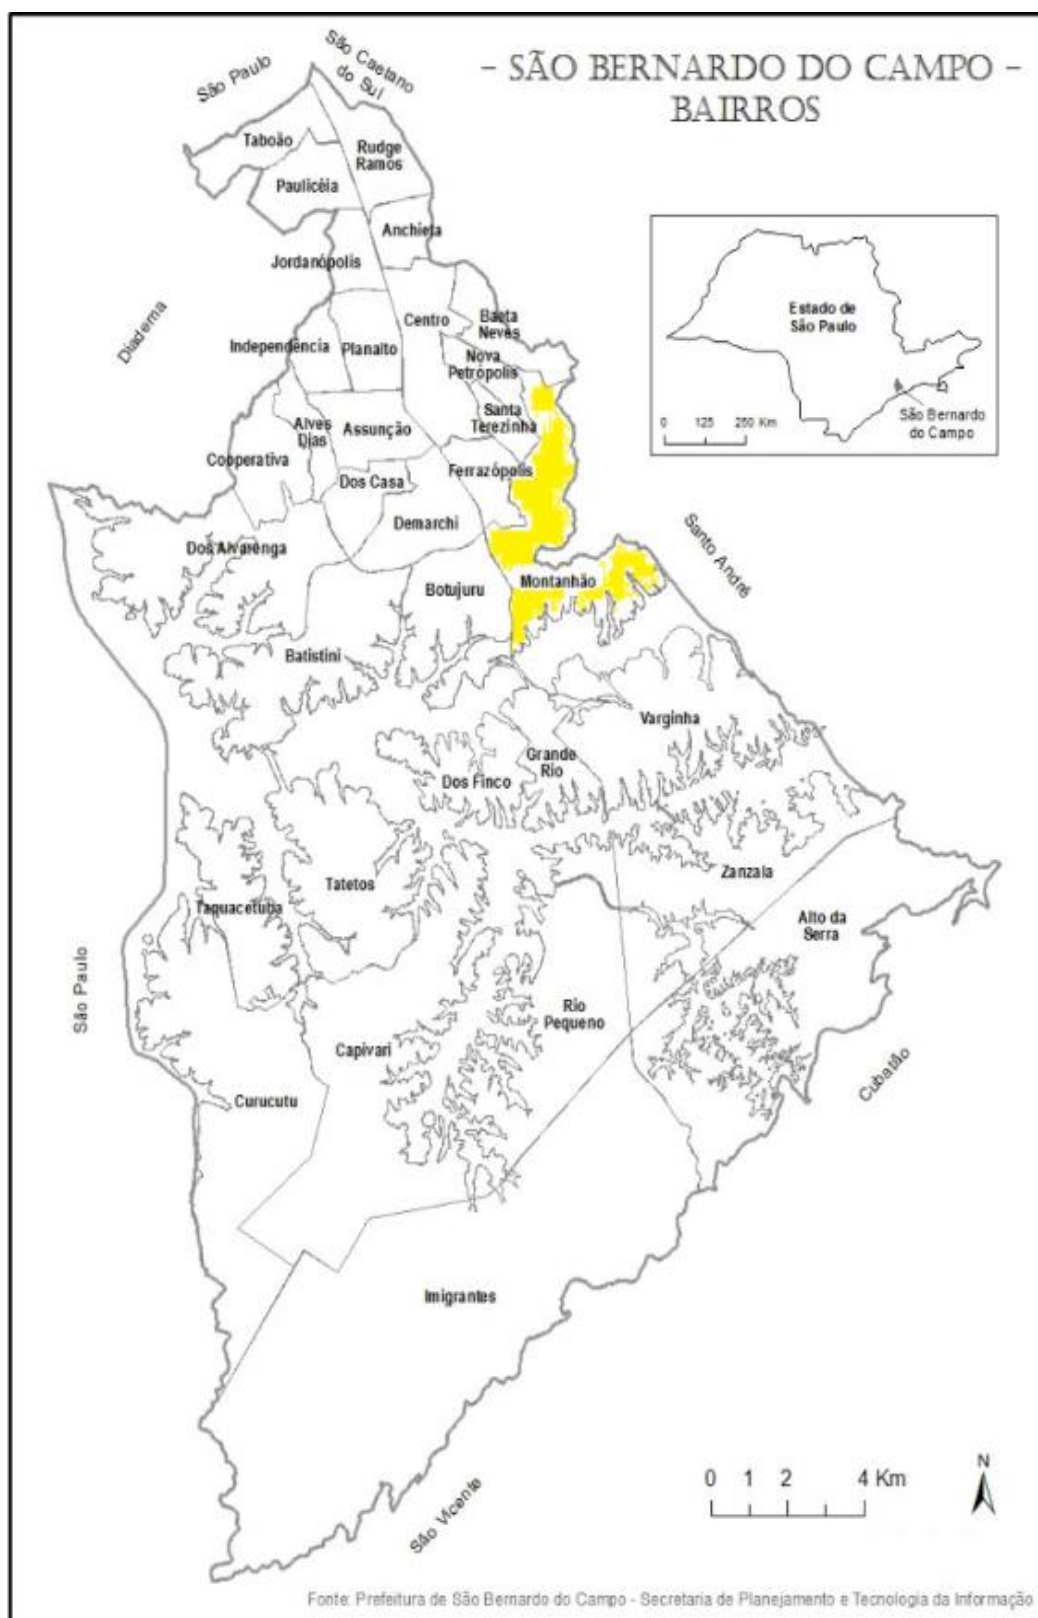 - SÃO BERNARDO DO CAMPO -
BAIRROS
São Paulo
São Caetano
do Sul
Taboão
Rudge
Ramos
Paulicéia
Anchieta
Jordanópolis
Diadema
Centro
Baeta
Neves
Independência
Planalto
Nova
Petrópolis
Alves
Dias
Assunção
Santa
Terezinha
Cooperativa
Dos Casa
Ferrazópolis
Demarchi
Dos Alvarenga
Botujuru
Montanhão
Santo André
Batistini
Varginha
Dos Finco
Grande
Rio
Tatetos
Taquacetuba
Zanzala
Alto da
Serra
São Paulo
Rio
Pequeno
Capivari
Curucutu
Cubatão
Imigrantes
São Vicente
Estado de
São Paulo
São Bernardo
do Campo
0 125 250 Km
N
0 1 2 4 Km
Fonte: Prefeitura de São Bernardo do Campo - Secretaria de Planejamento e Tecnologia da Informação